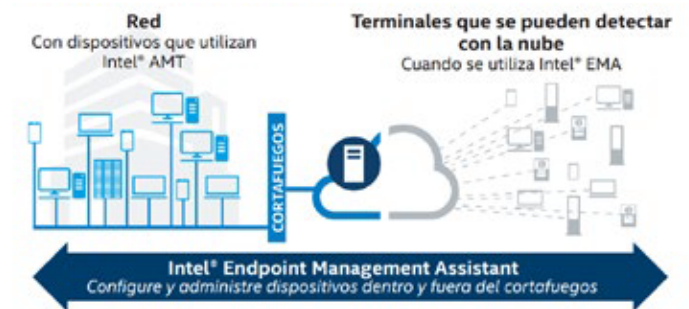 Red
Con dispositivos que utilizan
Intel® AMT
Terminales que se pueden detectar
con la nube
Cuando se utiliza Intel® EMA
CORTAFUEGOS
Intel® Endpoint Management Assistant
Configure y administre dispositivos dentro y fuera del cortafuegos